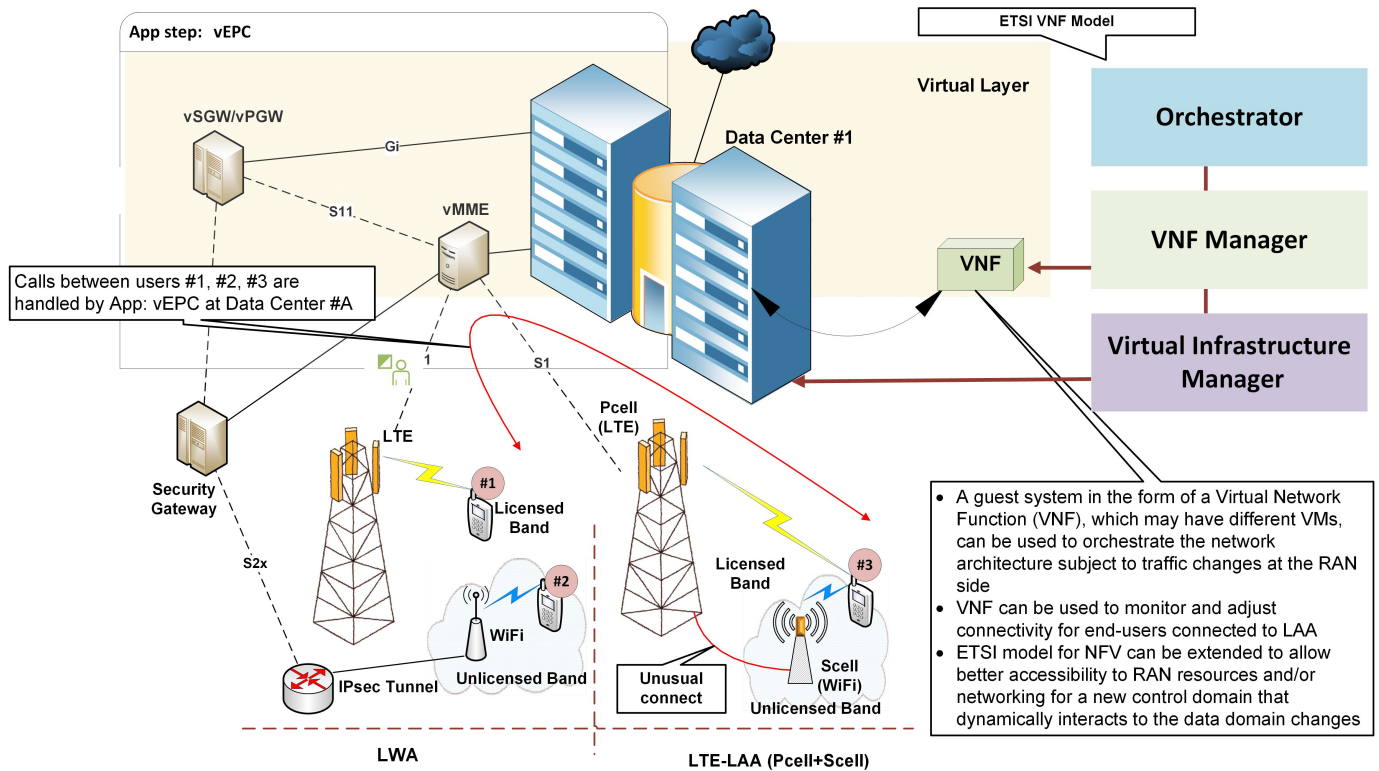 App step: vEPC
ETSI VNF Model
Virtual Layer
vSGW/vPGW
Gi
Data Center #1
Orchestrator
S11
vMME
VNF Manager
VNF
Calls between users #1, #2, #3 are
handled by App: vEPC at Data Center #A
1
S1
Virtual Infrastructure
Manager
Pcell
(LTE)
LTE
Security
Gateway
#1
Licensed
Band
S2x
#2
WiFi
Unlicensed Band
IPsec Tunnel
Licensed
Band
#3
Scell
(WiFi)
Unlicensed Band
Unusual
connect
• A guest system in the form of a Virtual Network
Function (VNF), which may have different VMs,
can be used to orchestrate the network
architecture subject to traffic changes at the RAN
side
• VNF can be used to monitor and adjust
connectivity for end-users connected to LAA
• ETSI model for NFV can be extended to allow
better accessibility to RAN resources and/or
networking for a new control domain that
dynamically interacts to the data domain changes
LWA
LTE-LAA (Pcell+Scell)